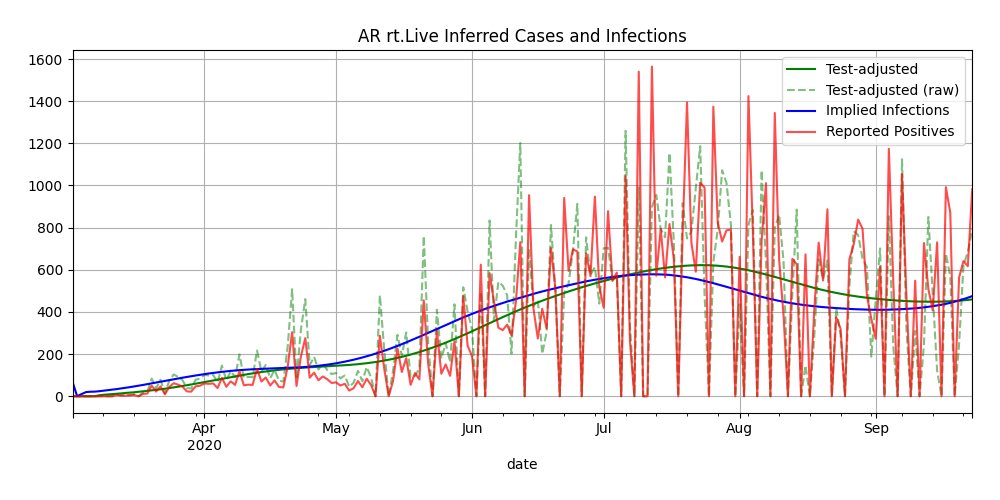 AR rt.Live Inferred Cases and Infections
1600
1400
1200
1000
800
600
400
200
0
Test-adjusted
Test-adjusted (raw)
Implied Infections
Reported Positives
Apr May Jun Jul Aug Sep
2020
date